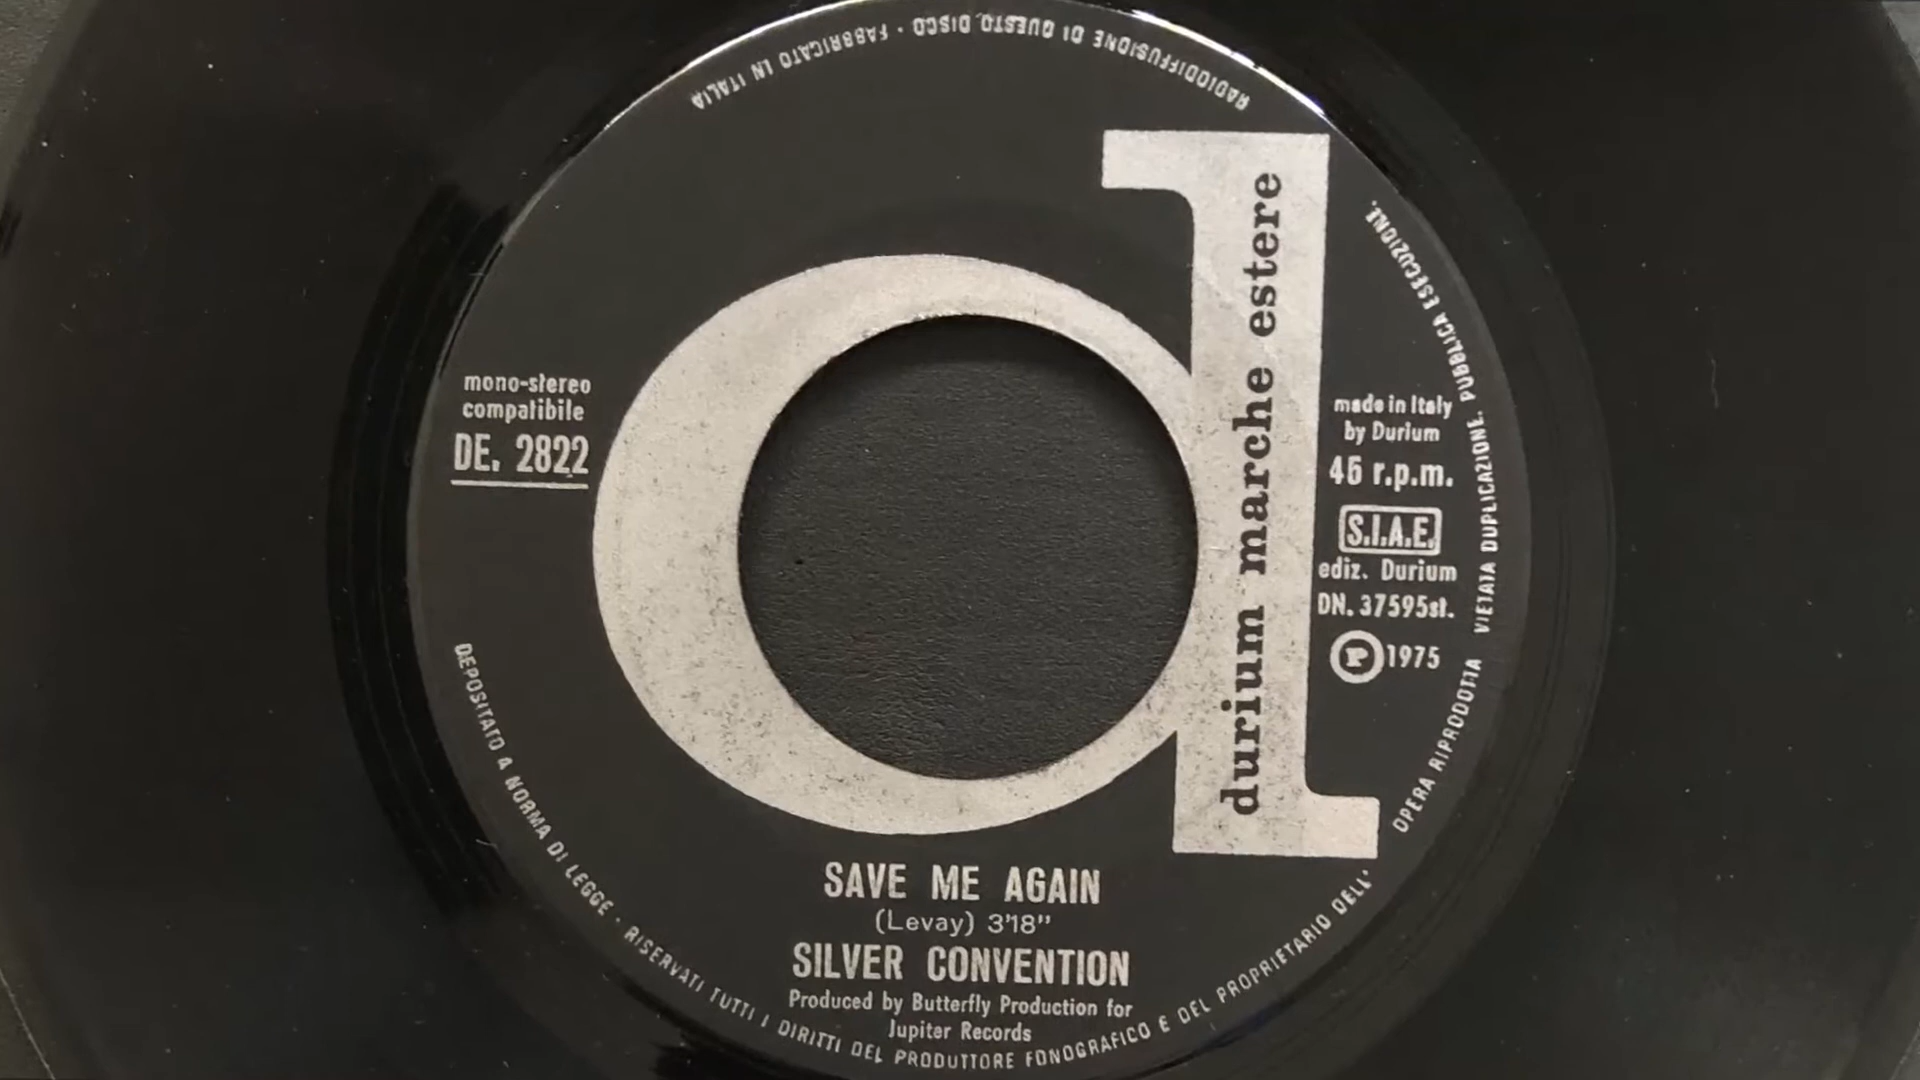 RADIODIFFUSIONE DI QUESTO DISCO · FABBRICATO IN ITALIA
durium marche estere
mono-stereo
compatibile
DE. 2822
made in Italy
by Durium
45 r.p.m.
S.I.A.E.
ediz. Durium
DN. 37595st.
P 1975
SAVE ME AGAIN
(Levay) 3'18"
SILVER CONVENTION
Produced by Butterfly Production for
Jupiter Records
DEPOSITATO A NORMA DI LEGGE · RISERVATI TUTTI I DIRITTI DEL PRODUTTORE FONOGRAFICO E DEL PROPRIETARIO DELL' OPERA RIPRODOTTA VIETATA DUPLICAZIONE. PUBBLICA ESECUZIONE.